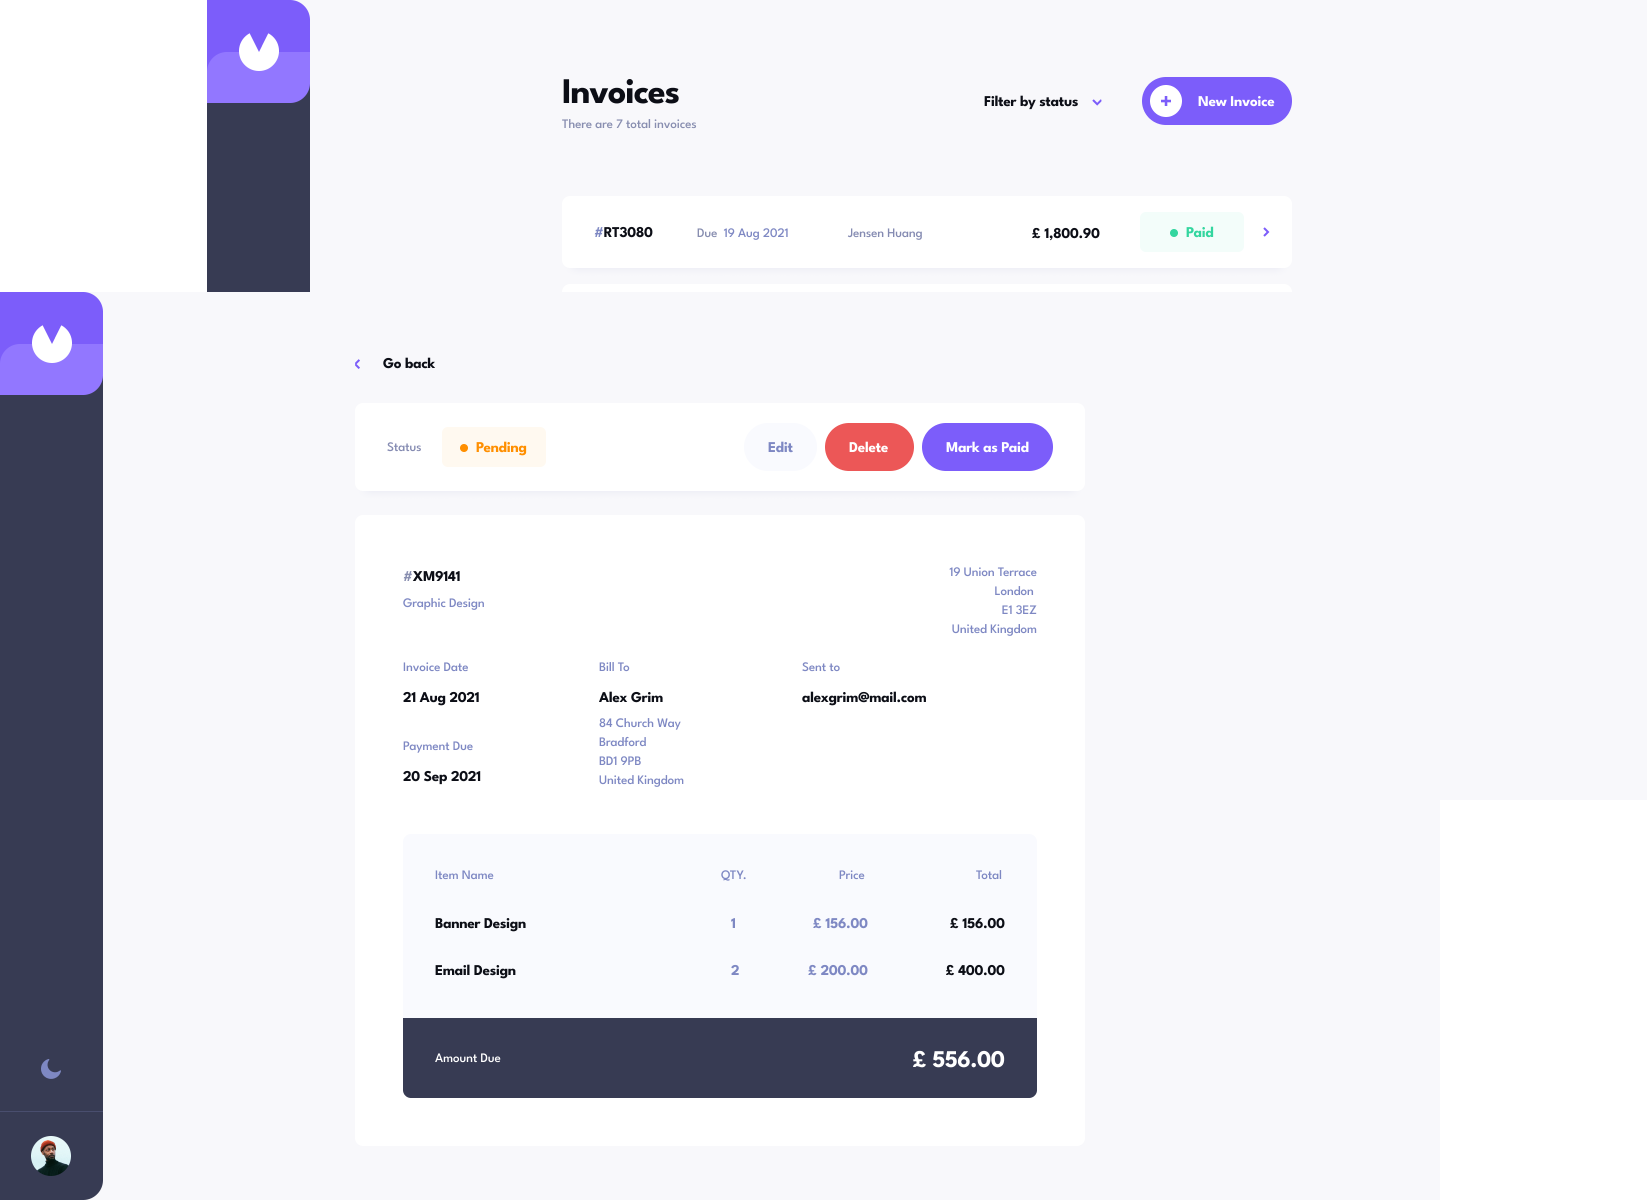 Invoices
There are 7 total invoices
Filter by status
New Invoice
#RT3080 Due 19 Aug 2021 Jensen Huang £ 1,800.90 Paid
Go back
Status Pending Edit Delete Mark as Paid
#XM9141
Graphic Design
19 Union Terrace
London
E1 3EZ
United Kingdom
Invoice Date
21 Aug 2021
Payment Due
20 Sep 2021
Bill To
Alex Grim
84 Church Way
Bradford
BD1 9PB
United Kingdom
Sent to
alexgrim@mail.com
Item Name QTY. Price Total
Banner Design 1 £ 156.00 £ 156.00
Email Design 2 £ 200.00 £ 400.00
Amount Due £ 556.00